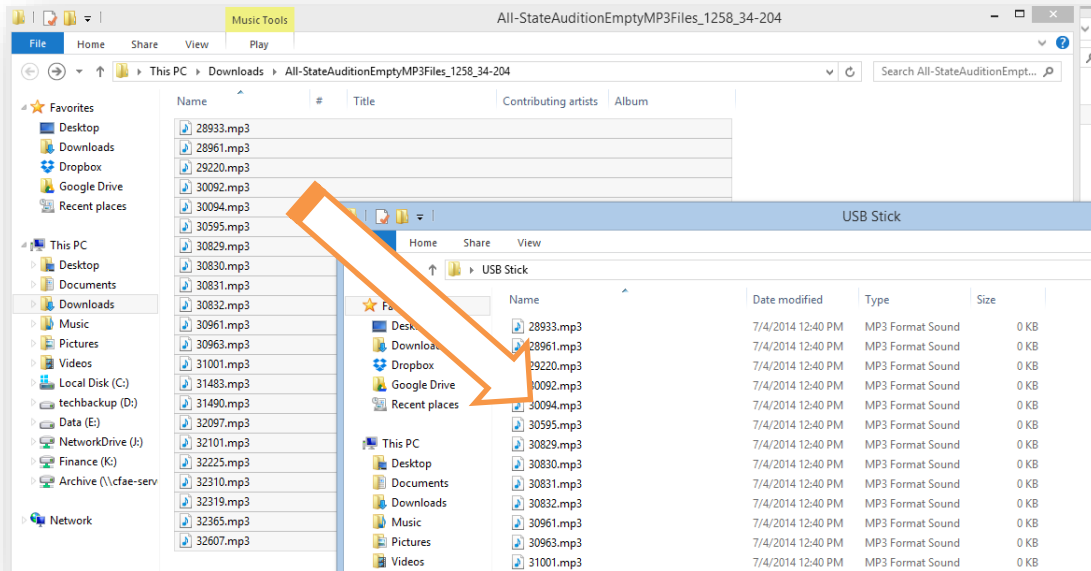 Music Tools
All-StateAuditionEmptyMP3Files_1258_34-204
File Home Share View Play
This PC Downloads All-StateAuditionEmptyMP3Files_1258_34-204
Search All-StateAuditionEmpt...
Favorites
Desktop
Downloads
Dropbox
Google Drive
Recent places
This PC
Desktop
Documents
Downloads
Music
Pictures
Videos
Local Disk (C:)
techbackup (D:)
Data (E:)
NetworkDrive (J:)
Finance (K:)
Archive (\\cfae-serv
Network
Name # Title Contributing artists Album
28933.mp3
28961.mp3
29220.mp3
30092.mp3
30094.mp3
30595.mp3
30829.mp3
30830.mp3
30831.mp3
30832.mp3
30961.mp3
30963.mp3
31001.mp3
31483.mp3
31490.mp3
32097.mp3
32101.mp3
32225.mp3
32310.mp3
32319.mp3
32365.mp3
32607.mp3
USB Stick
Home Share View
USB Stick
Dropbox
Google Drive
Recent places
This PC
Desktop
Documents
Downloads
Music
Pictures
Videos
Name Date modified Type Size
28933.mp3 7/4/2014 12:40 PM MP3 Format Sound 0 KB
28961.mp3 7/4/2014 12:40 PM MP3 Format Sound 0 KB
29220.mp3 7/4/2014 12:40 PM MP3 Format Sound 0 KB
30092.mp3 7/4/2014 12:40 PM MP3 Format Sound 0 KB
30094.mp3 7/4/2014 12:40 PM MP3 Format Sound 0 KB
30595.mp3 7/4/2014 12:40 PM MP3 Format Sound 0 KB
30829.mp3 7/4/2014 12:40 PM MP3 Format Sound 0 KB
30830.mp3 7/4/2014 12:40 PM MP3 Format Sound 0 KB
30831.mp3 7/4/2014 12:40 PM MP3 Format Sound 0 KB
30832.mp3 7/4/2014 12:40 PM MP3 Format Sound 0 KB
30961.mp3 7/4/2014 12:40 PM MP3 Format Sound 0 KB
30963.mp3 7/4/2014 12:40 PM MP3 Format Sound 0 KB
31001.mp3 7/4/2014 12:40 PM MP3 Format Sound 0 KB